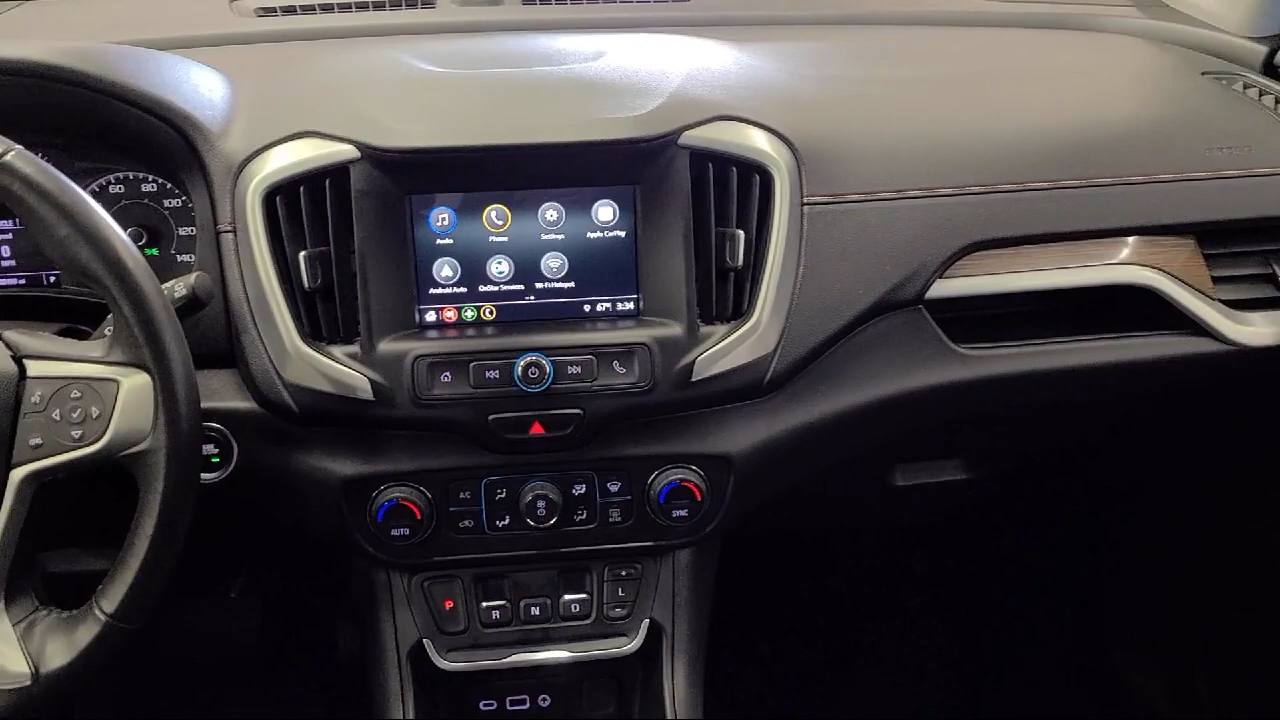 60 80 100 120 140
Audio Phone Settings Apple CarPlay
Android Auto OnStar Services Wi-Fi Hotspot
67° 3:34
A/C
AUTO
SYNC
REAR
P R N D L
+
-